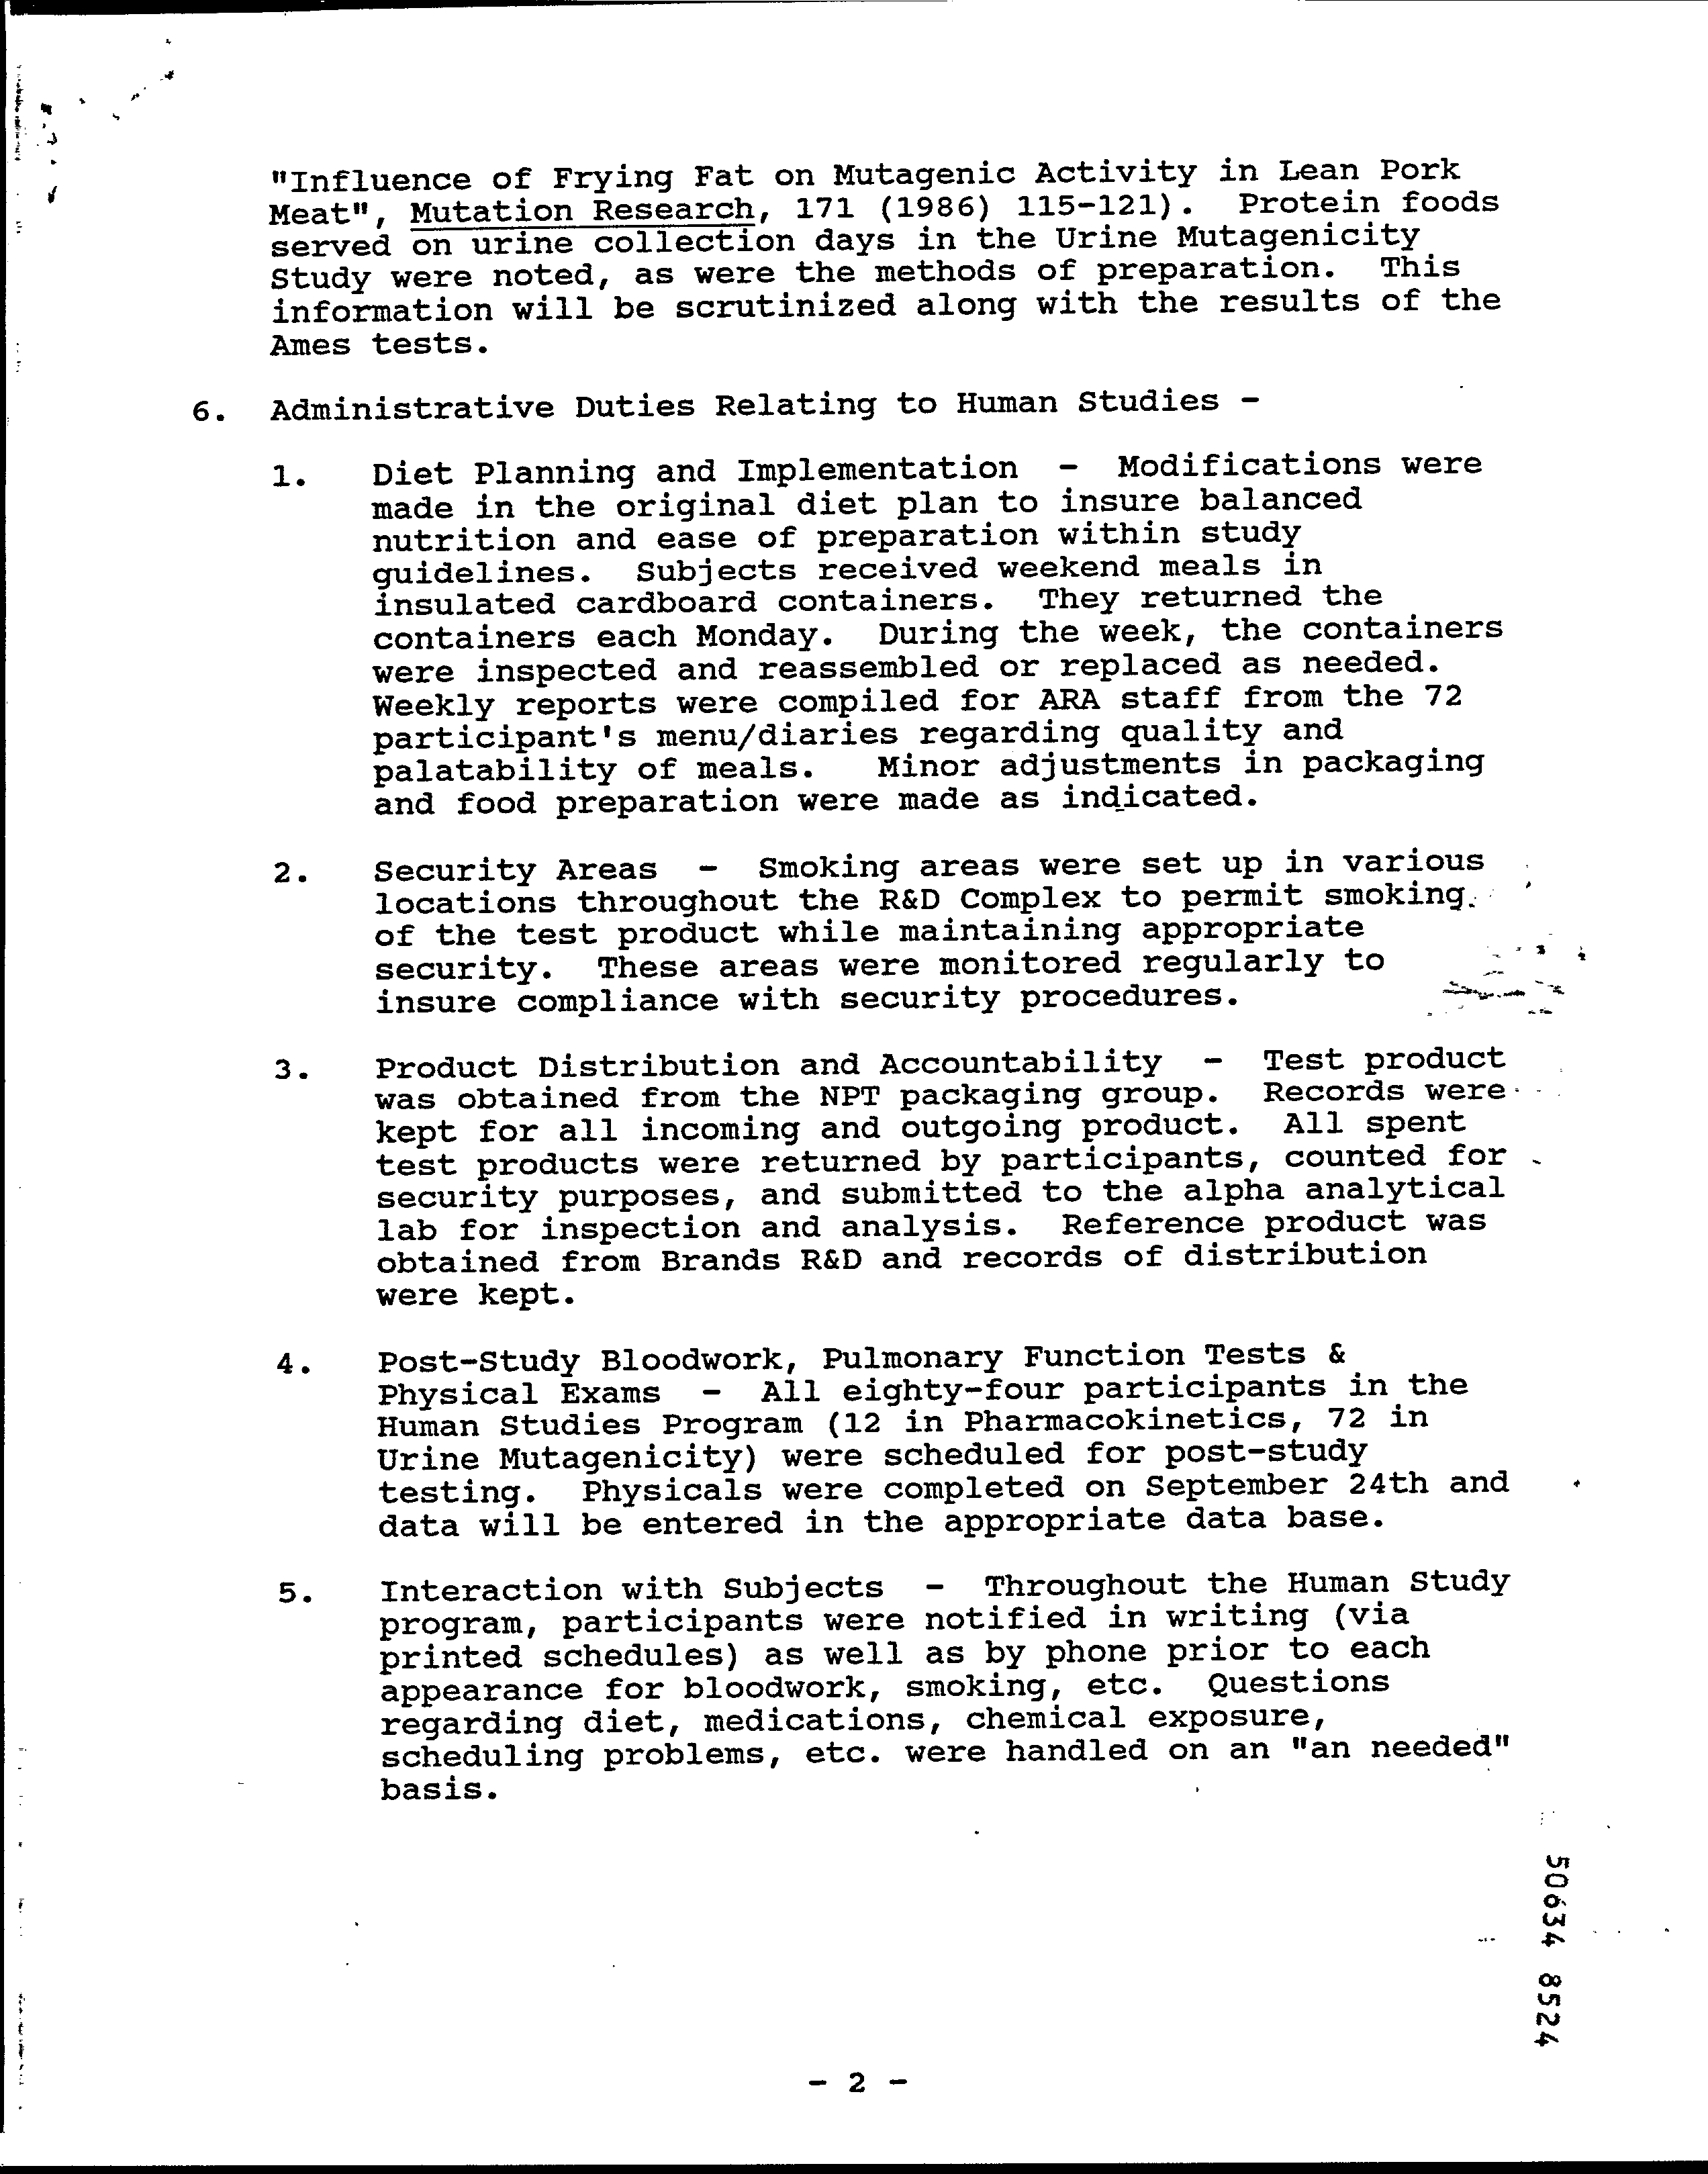 "Influence of Frying Fat on Mutagenic Activity in Lean Pork
Meat", Mutation Research, 171 (1986) 115-121). Protein foods
served on urine collection days in the Urine Mutagenicity
Study were noted, as were the methods of preparation. This
information will be scrutinized along with the results of the
Ames tests.
6. Administrative Duties Relating to Human Studies -
1. Diet Planning and Implementation - Modifications were
made in the original diet plan to insure balanced
nutrition and ease of preparation within study
guidelines. Subjects received weekend meals in
insulated cardboard containers. They returned the
containers each Monday. During the week, the containers
were inspected and reassembled or replaced as needed.
Weekly reports were compiled for ARA staff from the 72
participant's menu/diaries regarding quality and
palatability of meals. Minor adjustments in packaging
and food preparation were made as indicated.
2. Security Areas - Smoking areas were set up in various
locations throughout the R&D Complex to permit smoking
of the test product while maintaining appropriate
security. These areas were monitored regularly to
insure compliance with security procedures.
3. Product Distribution and Accountability - Test product
was obtained from the NPT packaging group. Records were
kept for all incoming and outgoing product. All spent
test products were returned by participants, counted for
security purposes, and submitted to the alpha analytical
lab for inspection and analysis. Reference product was
obtained from Brands R&D and records of distribution
were kept.
4. Post-Study Bloodwork, Pulmonary Function Tests &
Physical Exams - All eighty-four participants in the
Human Studies Program (12 in Pharmacokinetics, 72 in
Urine Mutagenicity) were scheduled for post-study
testing. Physicals were completed on September 24th and
data will be entered in the appropriate data base.
5. Interaction with Subjects - Throughout the Human Study
program, participants were notified in writing (via
printed schedules) as well as by phone prior to each
appearance for bloodwork, smoking, etc. Questions
regarding diet, medications, chemical exposure,
scheduling problems, etc. were handled on an "an needed"
basis.
50634 8524
- 2 -